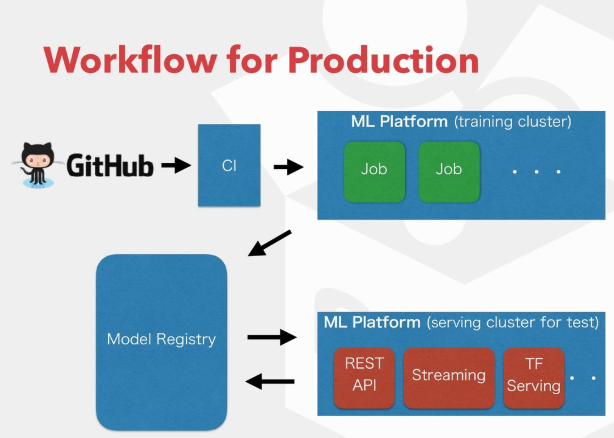 Workflow for Production
GitHub
CI
ML Platform (training cluster)
Job
Job
. . .
Model Registry
ML Platform (serving cluster for test)
REST
API
Streaming
TF
Serving
. .